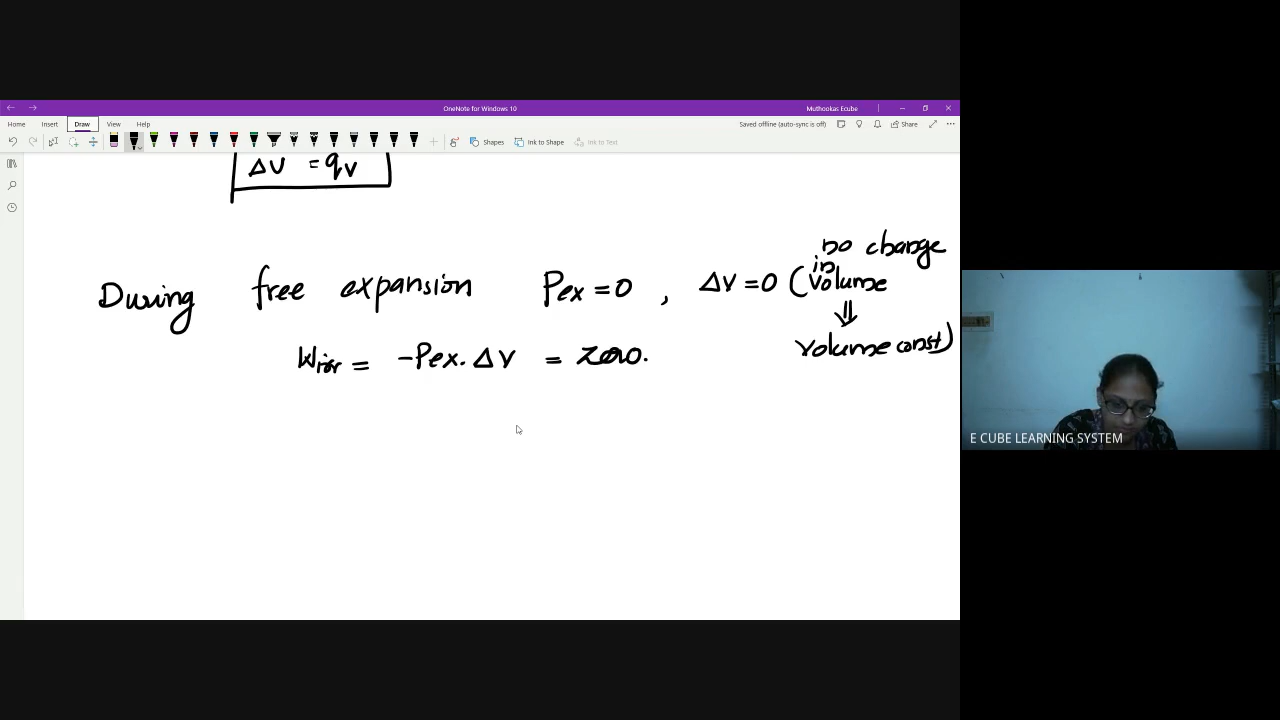 OneNote for Windows 10
Muthookas Ecube
Home Insert Draw View Help
Saved offline (auto-sync is off)
Share
Shapes
Ink to Shape
Ink to Text
ΔU = qv
During free expansion Pex = 0 , ΔV = 0 (no change
in
volume
⇓
volume const)
Wirr = -Pex. ΔV = zero.
E CUBE LEARNING SYSTEM